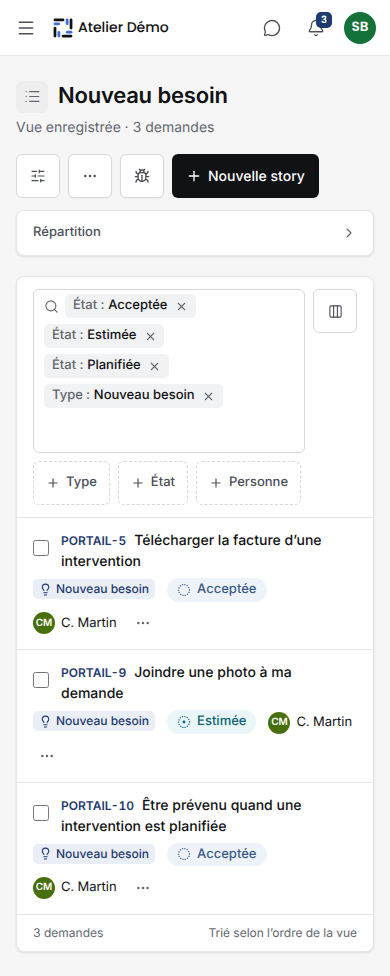 Atelier Démo
3
SB
Nouveau besoin
Vue enregistrée · 3 demandes
Nouvelle story
Répartition
État : Acceptée
État : Estimée
État : Planifiée
Type : Nouveau besoin
Type
État
Personne
PORTAIL-5 Télécharger la facture d’une
intervention
Nouveau besoin Acceptée
CM C. Martin
PORTAIL-9 Joindre une photo à ma
demande
Nouveau besoin Estimée CM C. Martin
PORTAIL-10 Être prévenu quand une
intervention est planifiée
Nouveau besoin Acceptée
CM C. Martin
3 demandes Trié selon l’ordre de la vue